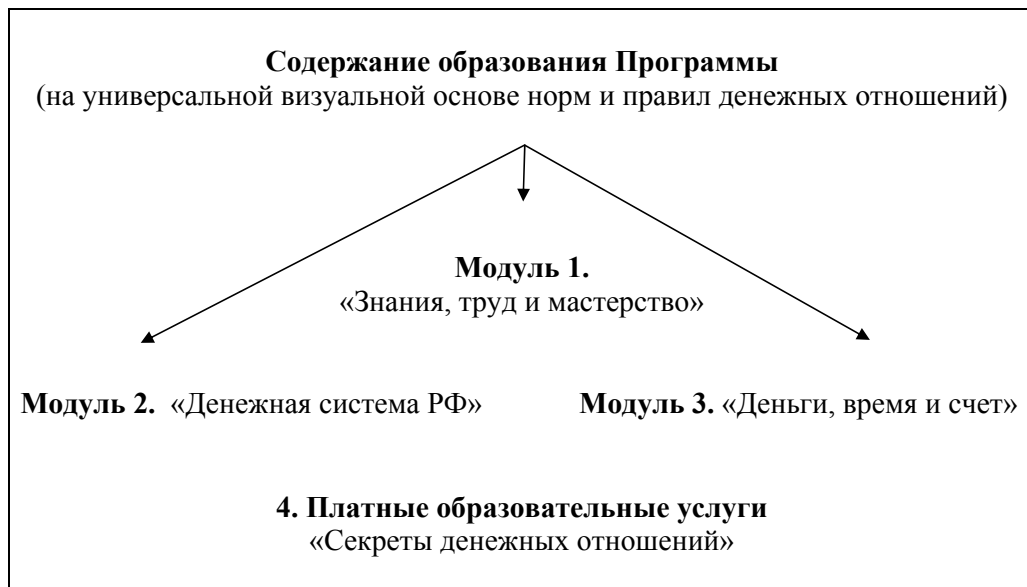 Содержание образования Программы
(на универсальной визуальной основе норм и правил денежных отношений)
Модуль 1.
«Знания, труд и мастерство»
Модуль 2. «Денежная система РФ» Модуль 3. «Деньги, время и счет»
4. Платные образовательные услуги
«Секреты денежных отношений»